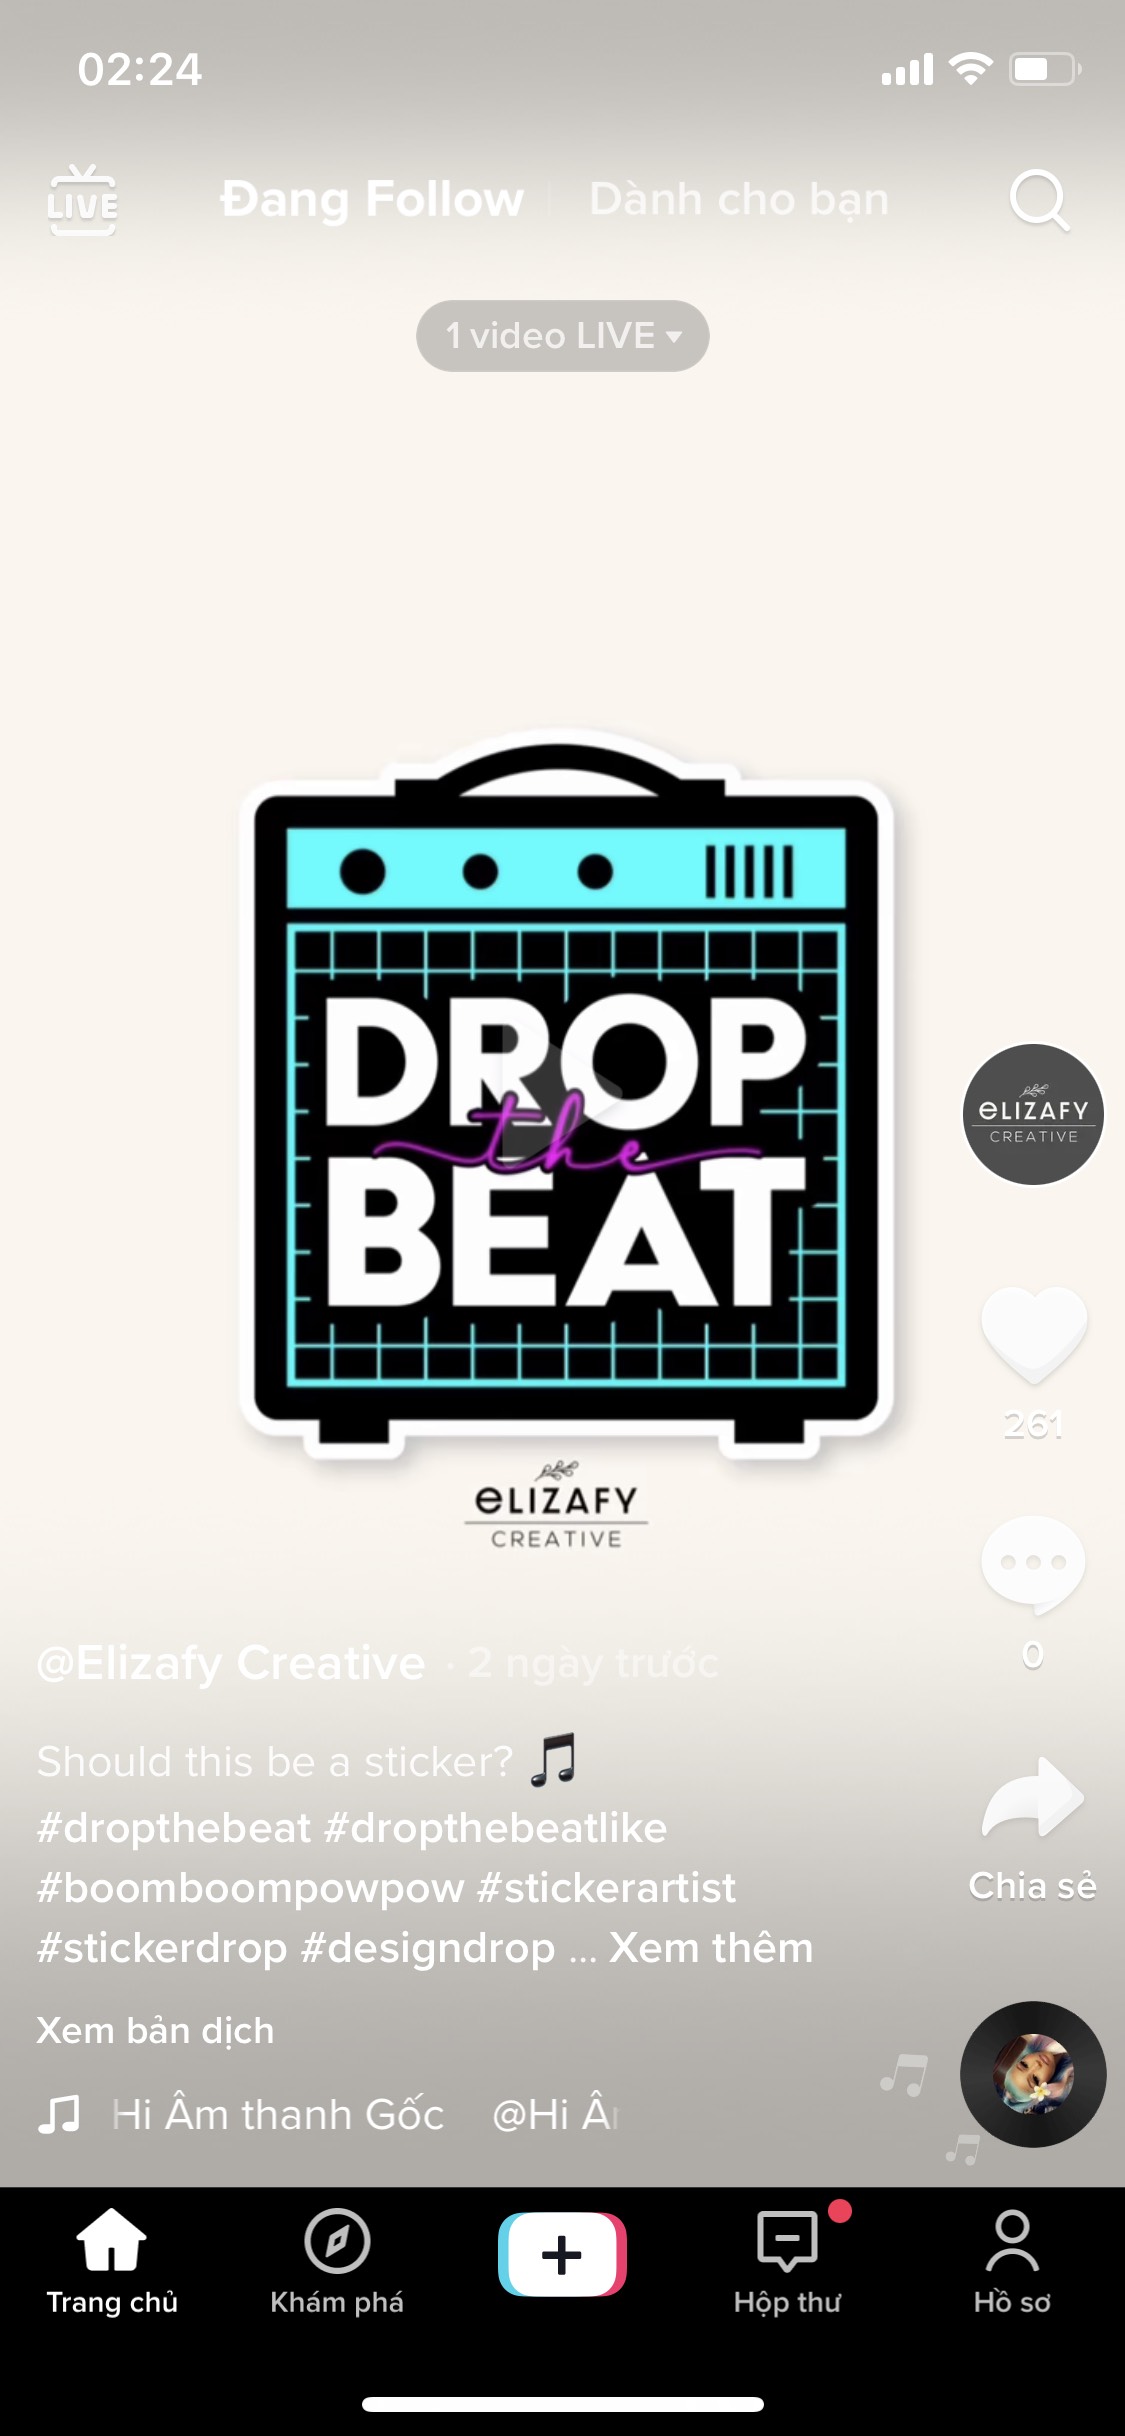 02:24
LIVE
Đang Follow
Dành cho bạn
1 video LIVE
DROP
the
BEAT
eLIZAFY
CREATIVE
eLIZAFY
CREATIVE
261
0
Chia sẻ
@Elizafy Creative · 2 ngày trước
Should this be a sticker? 🎵
#dropthebeat #dropthebeatlike
#boomboompowpow #stickerartist
#stickerdrop #designdrop ... Xem thêm
Xem bản dịch
Hi Âm thanh Gốc @Hi Â
Trang chủ
Khám phá
Hộp thư
Hồ sơ